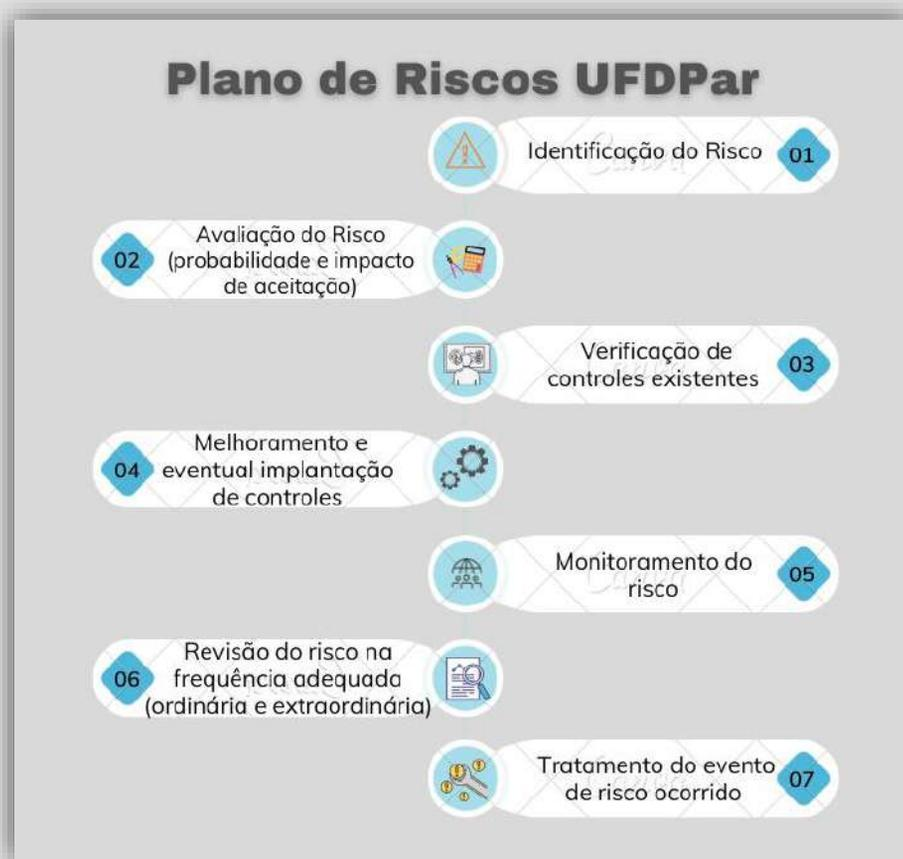 Plano de Riscos UFDPar
Identificação do Risco
01
02
Avaliação do Risco
(probabilidade e impacto
de aceitação)
Verificação de
controles existentes
03
04
Melhoramento e
eventual implantação
de controles
Monitoramento do
risco
05
06
Revisão do risco na
frequência adequada
(ordinária e extraordinária)
Tratamento do evento
de risco ocorrido
07